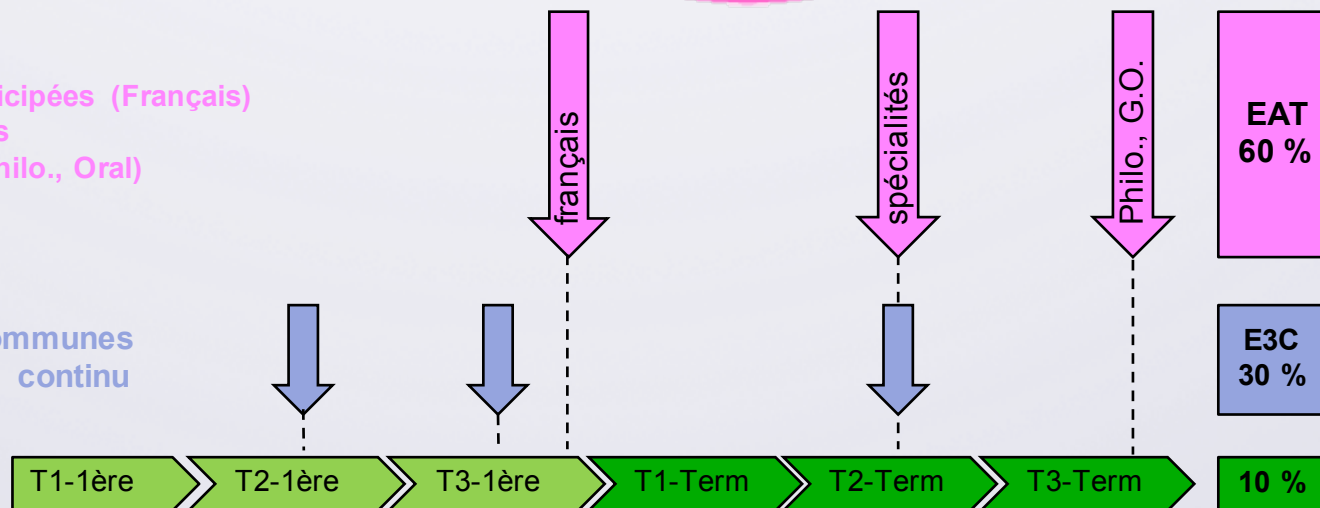 icipées (Français)
s
hilo., Oral)
français
spécialités
Philo., G.O.
EAT
60 %
ommunes
continu
E3C
30 %
T1-1ère
T2-1ère
T3-1ère
T1-Term
T2-Term
T3-Term
10 %